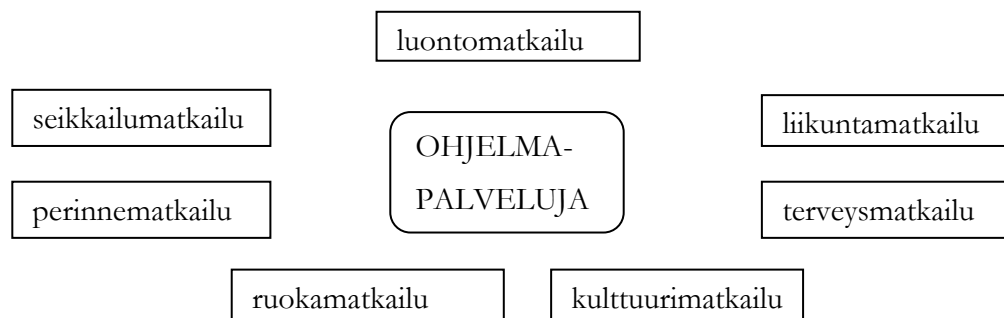 luontomatkailu
seikkailumatkailu
liikuntamatkailu
OHJELMA-
PALVELUJA
perinnematkailu
terveysmatkailu
ruokamatkailu
kulttuurimatkailu